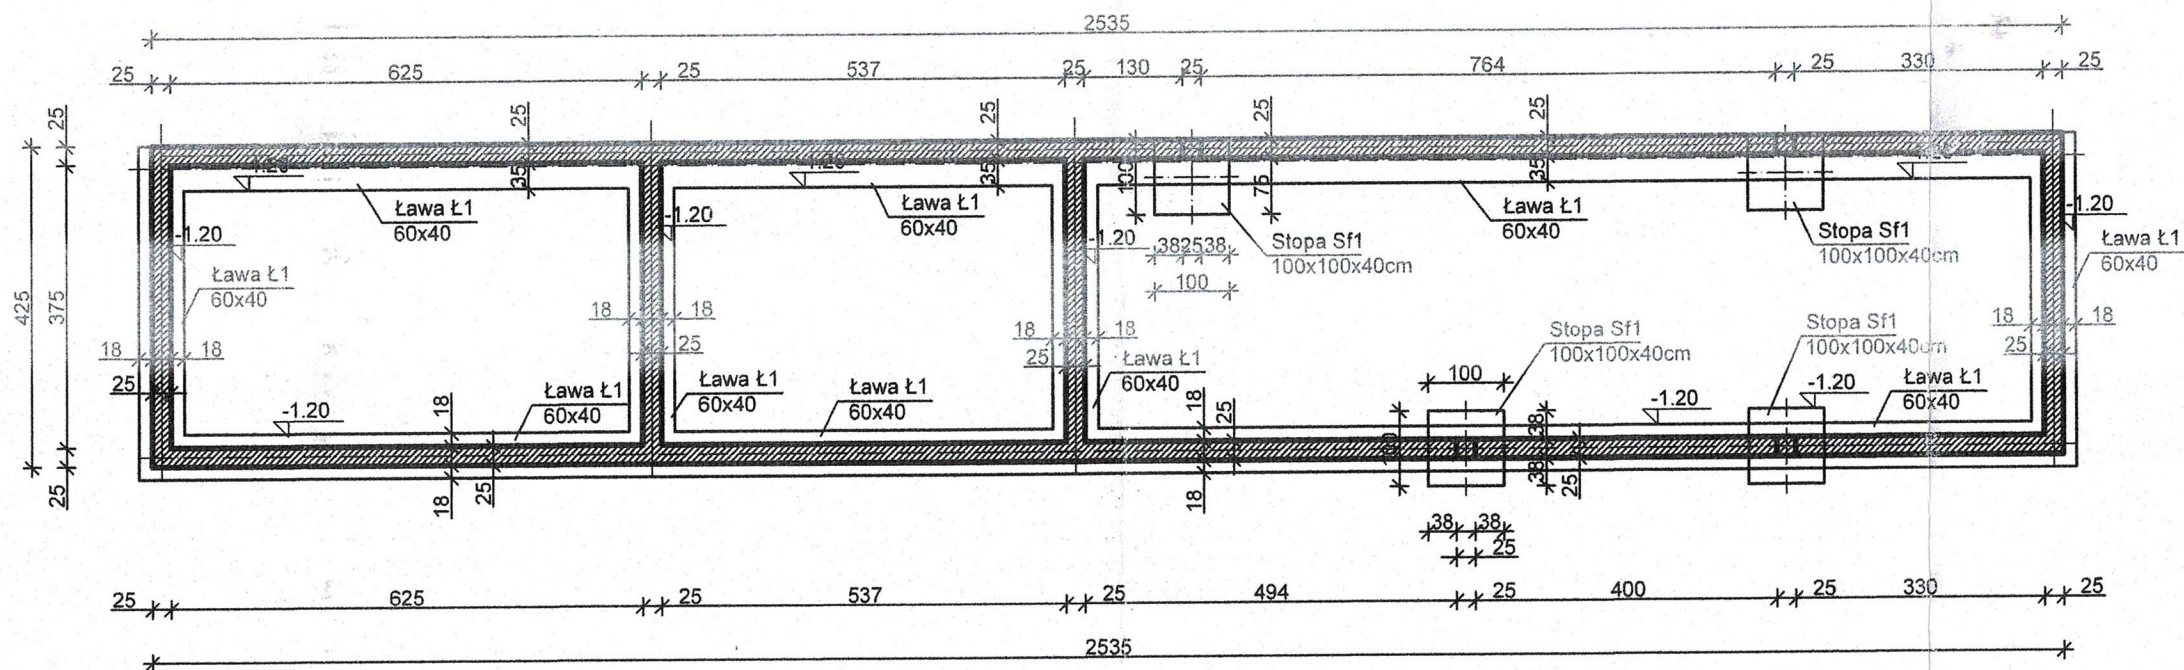 2535
25 625 25 537 25 130 25 764 25 330 25
25 25 25 25 25
35 35 100 75 35
-1.20
-1.20
Ława Ł1
60x40
Ława Ł1
60x40
Ława Ł1
60x40
-1.20
-1.20
-1.20
-1.20
Stopa Sf1
100x100x40cm
Stopa Sf1
100x100x40cm
Ława Ł1
60x40
Ława Ł1
60x40
382538
100
425 375
18 18 18 18
18 18 25 18 18 25
18 18 25
25
Stopa Sf1
100x100x40cm
Stopa Sf1
100x100x40cm
Ława Ł1
60x40
100
Ława Ł1
60x40
Ława Ł1
60x40
Ława Ł1
60x40
Ława Ł1
60x40
-1.20
-1.20
-1.20
18 18 25 38
25 18 25 18 38 25
38 38
25
25 625 25 537 25 494 25 400 25 330 25
2535